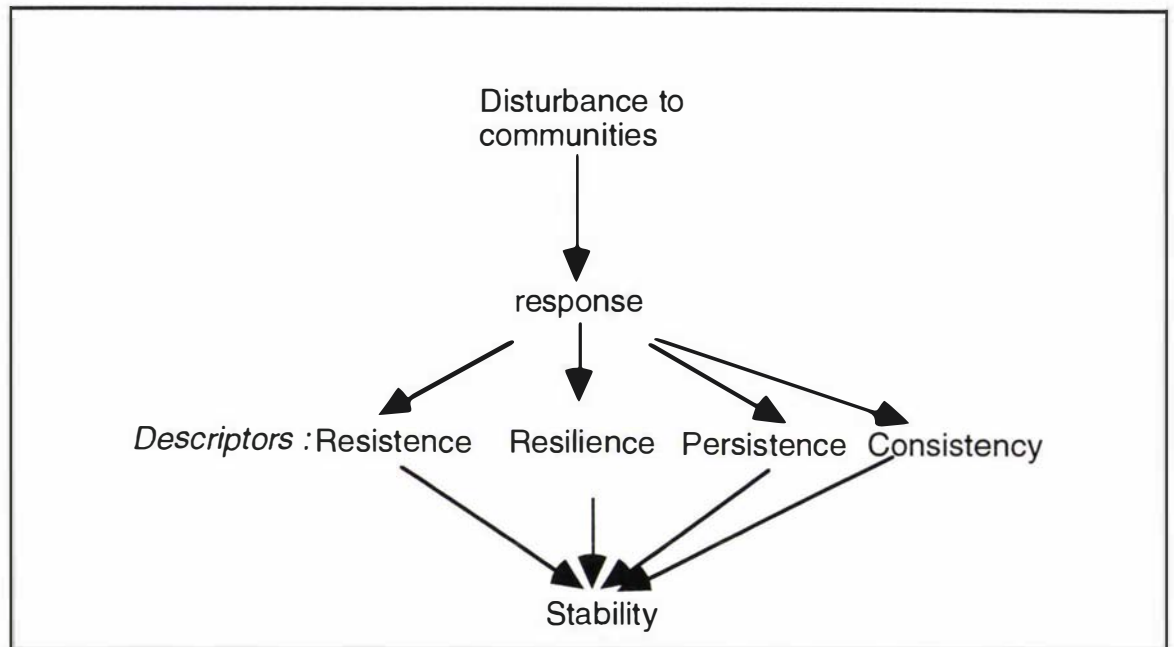 Disturbance to
communities
response
Descriptors : Resistence Resilience Persistence Consistency
Stability